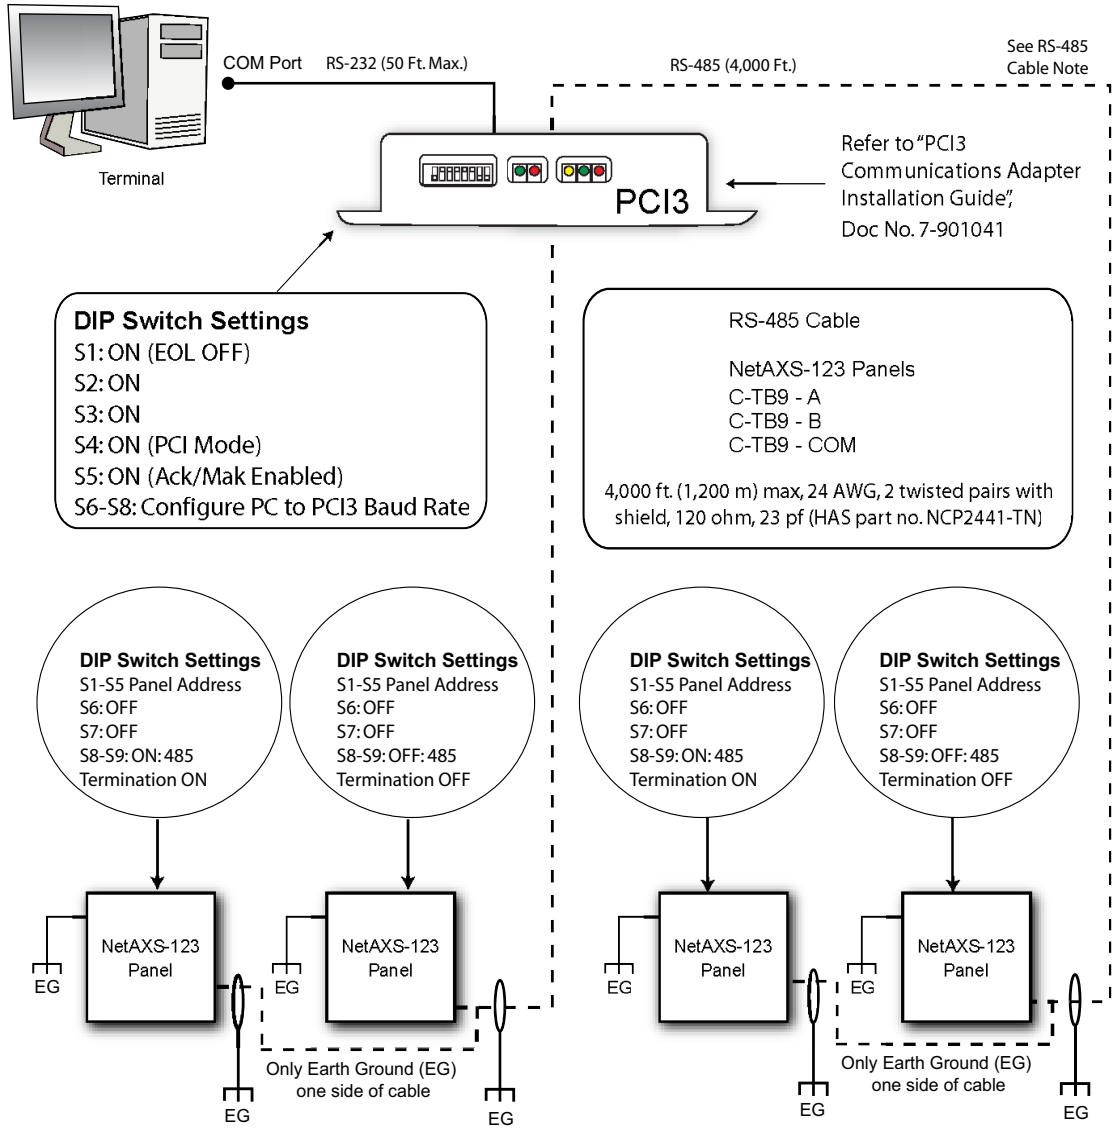 COM Port
RS-232 (50 Ft. Max.)
RS-485 (4,000 Ft.)
See RS-485
Cable Note
Terminal
PCI3
Refer to "PCI3
Communications Adapter
Installation Guide",
Doc No. 7-901041
DIP Switch Settings
S1: ON (EOL OFF)
S2: ON
S3: ON
S4: ON (PCI Mode)
S5: ON (Ack/Mak Enabled)
S6-S8: Configure PC to PCI3 Baud Rate
RS-485 Cable
NetAXS-123 Panels
C-TB9 - A
C-TB9 - B
C-TB9 - COM
4,000 ft. (1,200 m) max, 24 AWG, 2 twisted pairs with
shield, 120 ohm, 23 pf (HAS part no. NCP2441-TN)
DIP Switch Settings
S1-S5 Panel Address
S6: OFF
S7: OFF
S8-S9: ON: 485
Termination ON
DIP Switch Settings
S1-S5 Panel Address
S6: OFF
S7: OFF
S8-S9: OFF: 485
Termination OFF
DIP Switch Settings
S1-S5 Panel Address
S6: OFF
S7: OFF
S8-S9: ON: 485
Termination ON
DIP Switch Settings
S1-S5 Panel Address
S6: OFF
S7: OFF
S8-S9: OFF: 485
Termination OFF
NetAXS-123
Panel
NetAXS-123
Panel
NetAXS-123
Panel
NetAXS-123
Panel
EG
EG
EG
EG
Only Earth Ground (EG)
one side of cable
Only Earth Ground (EG)
one side of cable
EG
EG
EG
EG